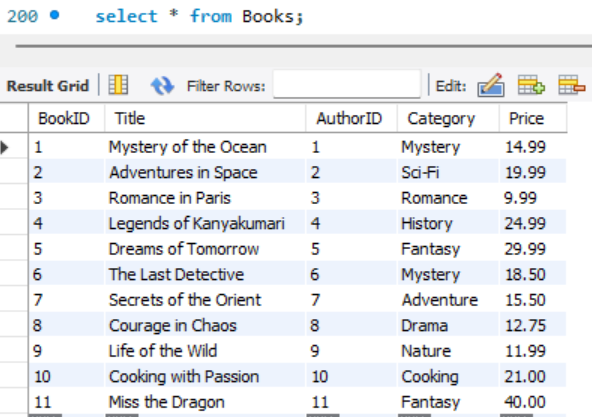 200 select * from Books;
Result Grid Filter Rows: Edit:
BookID Title AuthorID Category Price
1 Mystery of the Ocean 1 Mystery 14.99
2 Adventures in Space 2 Sci-Fi 19.99
3 Romance in Paris 3 Romance 9.99
4 Legends of Kanyakumari 4 History 24.99
5 Dreams of Tomorrow 5 Fantasy 29.99
6 The Last Detective 6 Mystery 18.50
7 Secrets of the Orient 7 Adventure 15.50
8 Courage in Chaos 8 Drama 12.75
9 Life of the Wild 9 Nature 11.99
10 Cooking with Passion 10 Cooking 21.00
11 Miss the Dragon 11 Fantasy 40.00